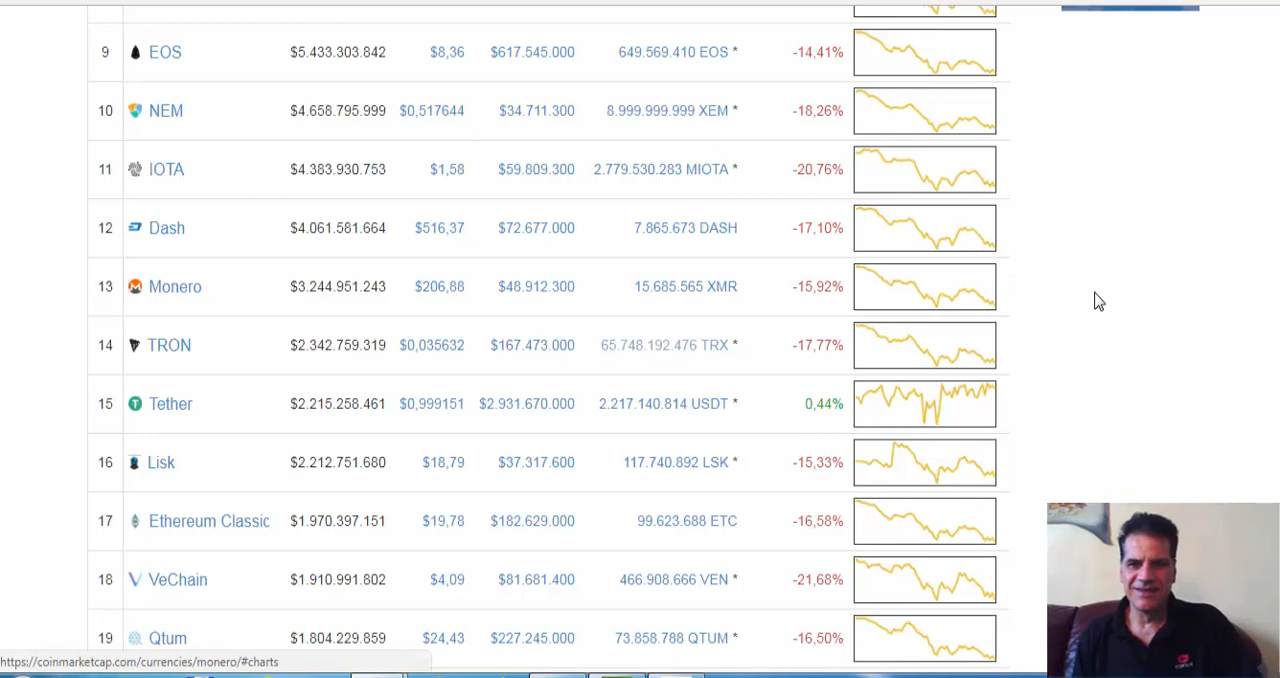 9 EOS $5.433.303.842 $8,36 $617.545.000 649.569.410 EOS * -14,41%
10 NEM $4.658.795.999 $0,517644 $34.711.300 8.999.999.999 XEM * -18,26%
11 IOTA $4.383.930.753 $1,58 $59.809.300 2.779.530.283 MIOTA * -20,76%
12 Dash $4.061.581.664 $516,37 $72.677.000 7.865.673 DASH -17,10%
13 Monero $3.244.951.243 $206,88 $48.912.300 15.685.565 XMR -15,92%
14 TRON $2.342.759.319 $0,035632 $167.473.000 65.748.192.476 TRX * -17,77%
15 Tether $2.215.258.461 $0,999151 $2.931.670.000 2.217.140.814 USDT * 0,44%
16 Lisk $2.212.751.680 $18,79 $37.317.600 117.740.892 LSK * -15,33%
17 Ethereum Classic $1.970.397.151 $19,78 $182.629.000 99.623.688 ETC -16,58%
18 VeChain $1.910.991.802 $4,09 $81.681.400 466.908.666 VEN * -21,68%
19 Qtum $1.804.229.859 $24,43 $227.245.000 73.858.788 QTUM * -16,50%
https://coinmarketcap.com/currencies/monero/#charts